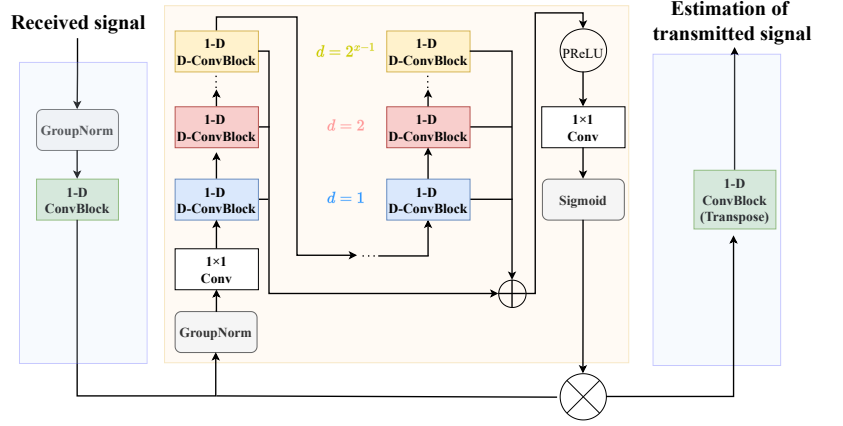 Received signal
GroupNorm
1-D
ConvBlock
1-D
D-ConvBlock
1-D
D-ConvBlock
1-D
D-ConvBlock
1×1
Conv
GroupNorm
d = 2^{x−1}
d = 2
d = 1
1-D
D-ConvBlock
1-D
D-ConvBlock
1-D
D-ConvBlock
PReLU
1×1
Conv
Sigmoid
Estimation of
transmitted signal
1-D
ConvBlock
(Transpose)